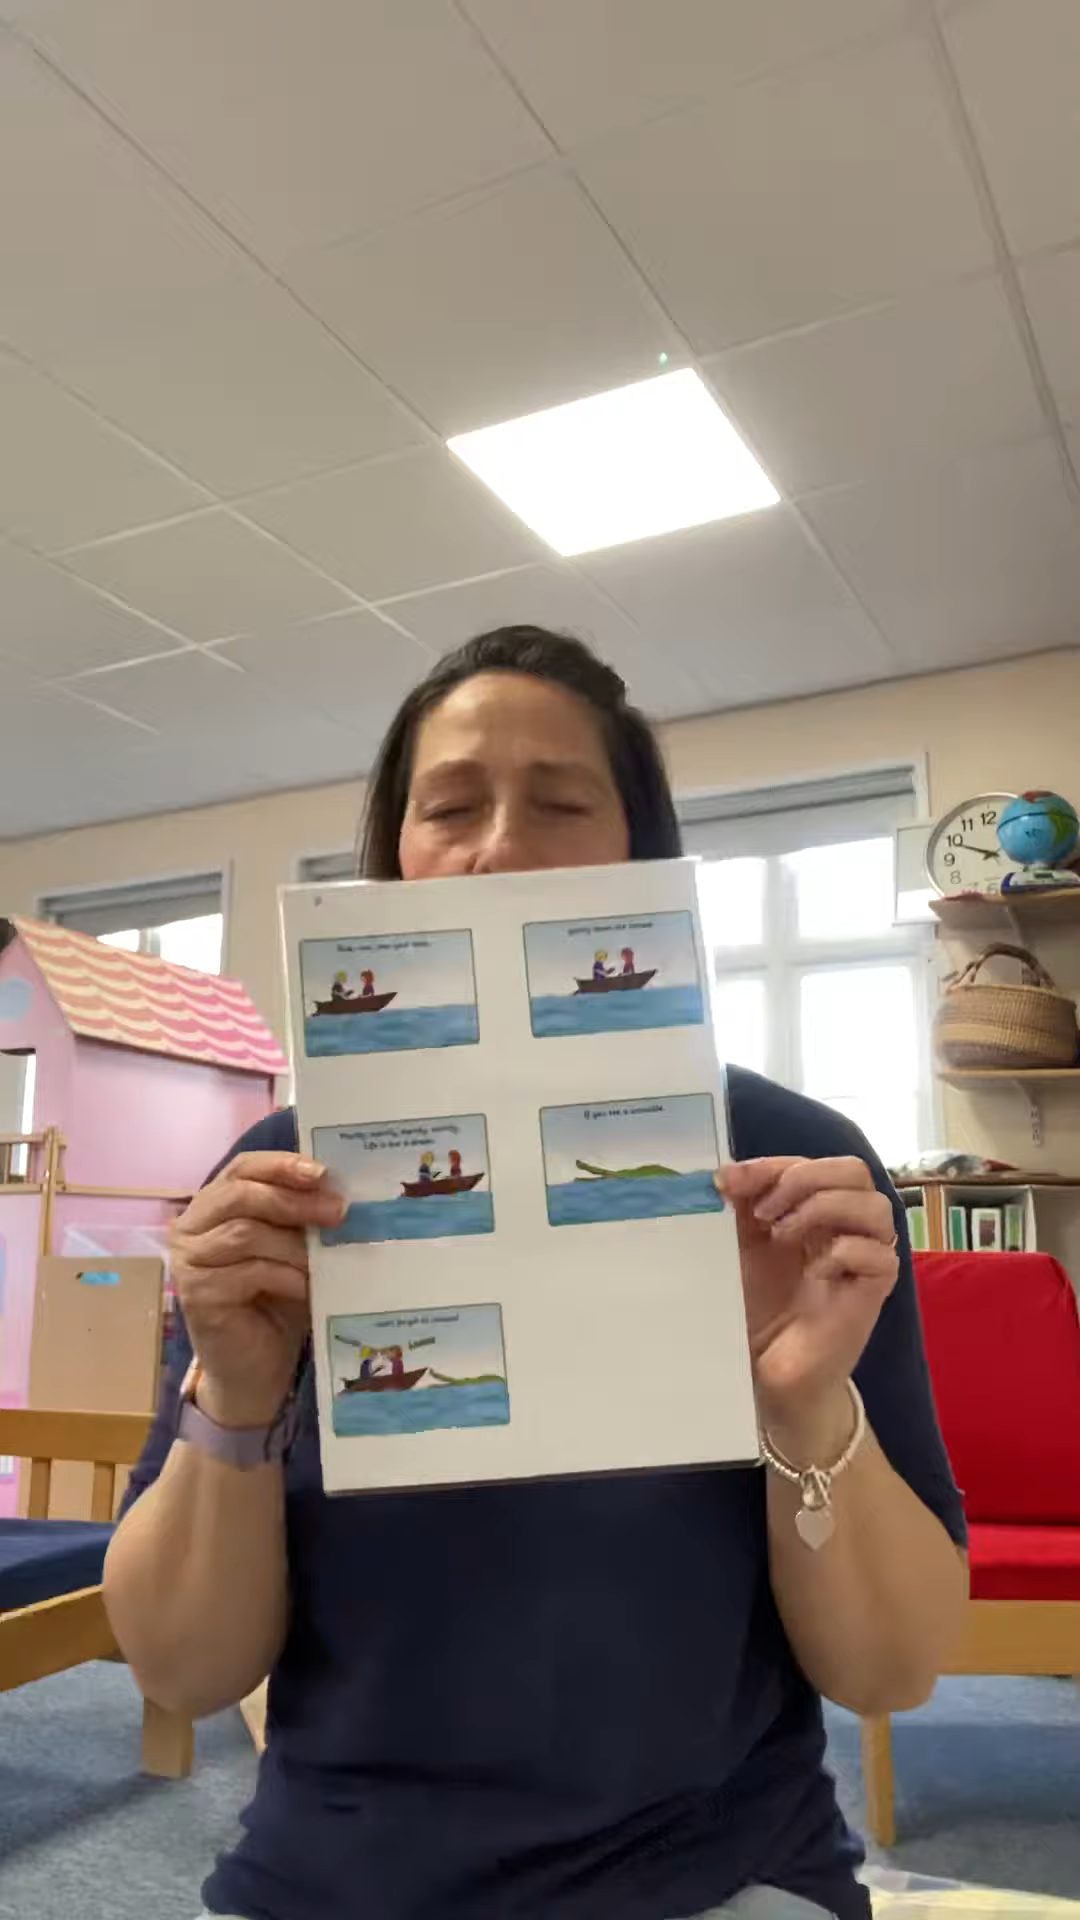 Row, row, row your boat,
gently down the stream
Merrily, merrily, merrily, merrily,
Life is but a dream.
If you see a crocodile,
don't forget to scream!
11 12
10
9
8
6